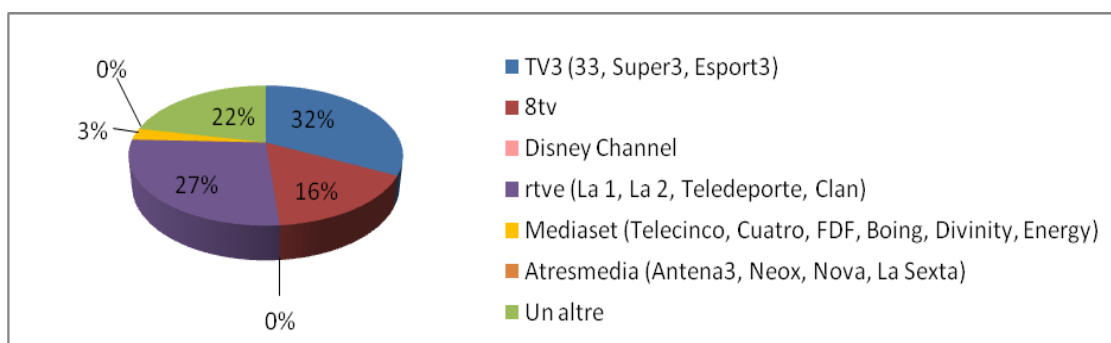 0%
3%
22%
32%
27%
16%
0%
TV3 (33, Super3, Esport3)
8tv
Disney Channel
rtve (La 1, La 2, Teledeporte, Clan)
Mediaset (Telecinco, Cuatro, FDF, Boing, Divinity, Energy)
Atresmedia (Antena3, Neox, Nova, La Sexta)
Un altre